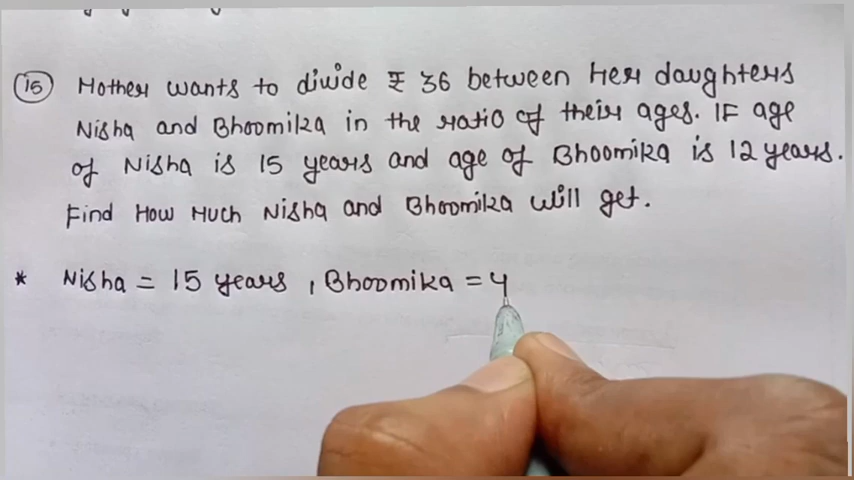 15 Mother wants to divide ₹ 36 between Her daughters
Nisha and Bhoomika in the ratio of their ages. IF age
of Nisha is 15 years and age of Bhoomika is 12 years.
Find How Much Nisha and Bhoomika will get.
* Nisha = 15 years , Bhoomika = y